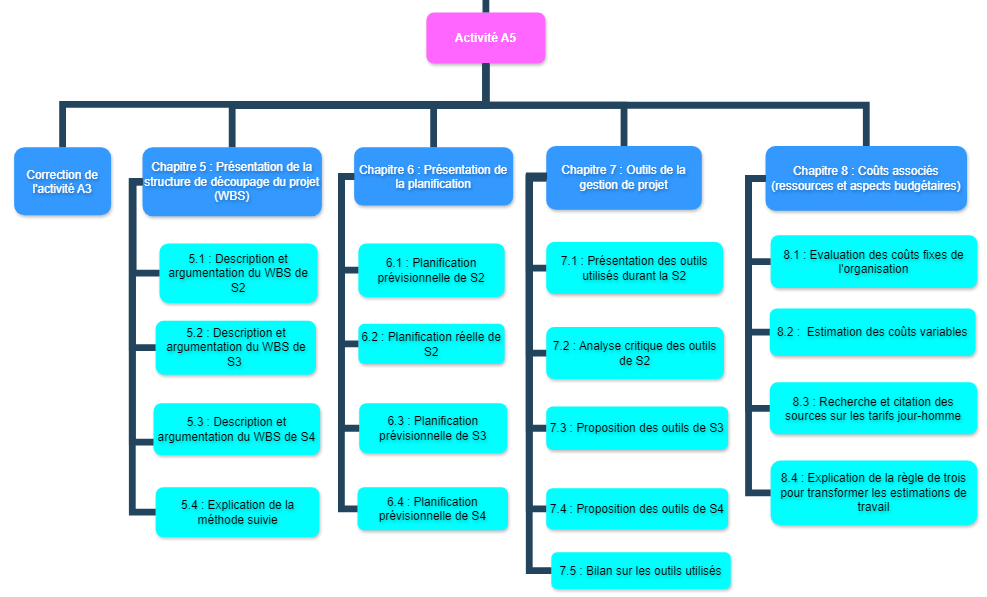 Activité A5
Correction de
l'activité A3
Chapitre 5 : Présentation de la
structure de découpage du projet
(WBS)
5.1 : Description et
argumentation du WBS de
S2
5.2 : Description et
argumentation du WBS de
S3
5.3 : Description et
argumentation du WBS de S4
5.4 : Explication de la
méthode suivie
Chapitre 6 : Présentation de
la planification
6.1 : Planification
prévisionnelle de S2
6.2 : Planification réelle de
S2
6.3 : Planification
prévisionnelle de S3
6.4 : Planification
prévisionnelle de S4
Chapitre 7 : Outils de la
gestion de projet
7.1 : Présentation des outils
utilisés durant la S2
7.2 : Analyse critique des outils
de S2
7.3 : Proposition des outils de S3
7.4 : Proposition des outils de S4
7.5 : Bilan sur les outils utilisés
Chapitre 8 : Coûts associés
(ressources et aspects budgétaires)
8.1 : Evaluation des coûts fixes de
l'organisation
8.2 : Estimation des coûts variables
8.3 : Recherche et citation des
sources sur les tarifs jour-homme
8.4 : Explication de la règle de trois
pour transformer les estimations de
travail